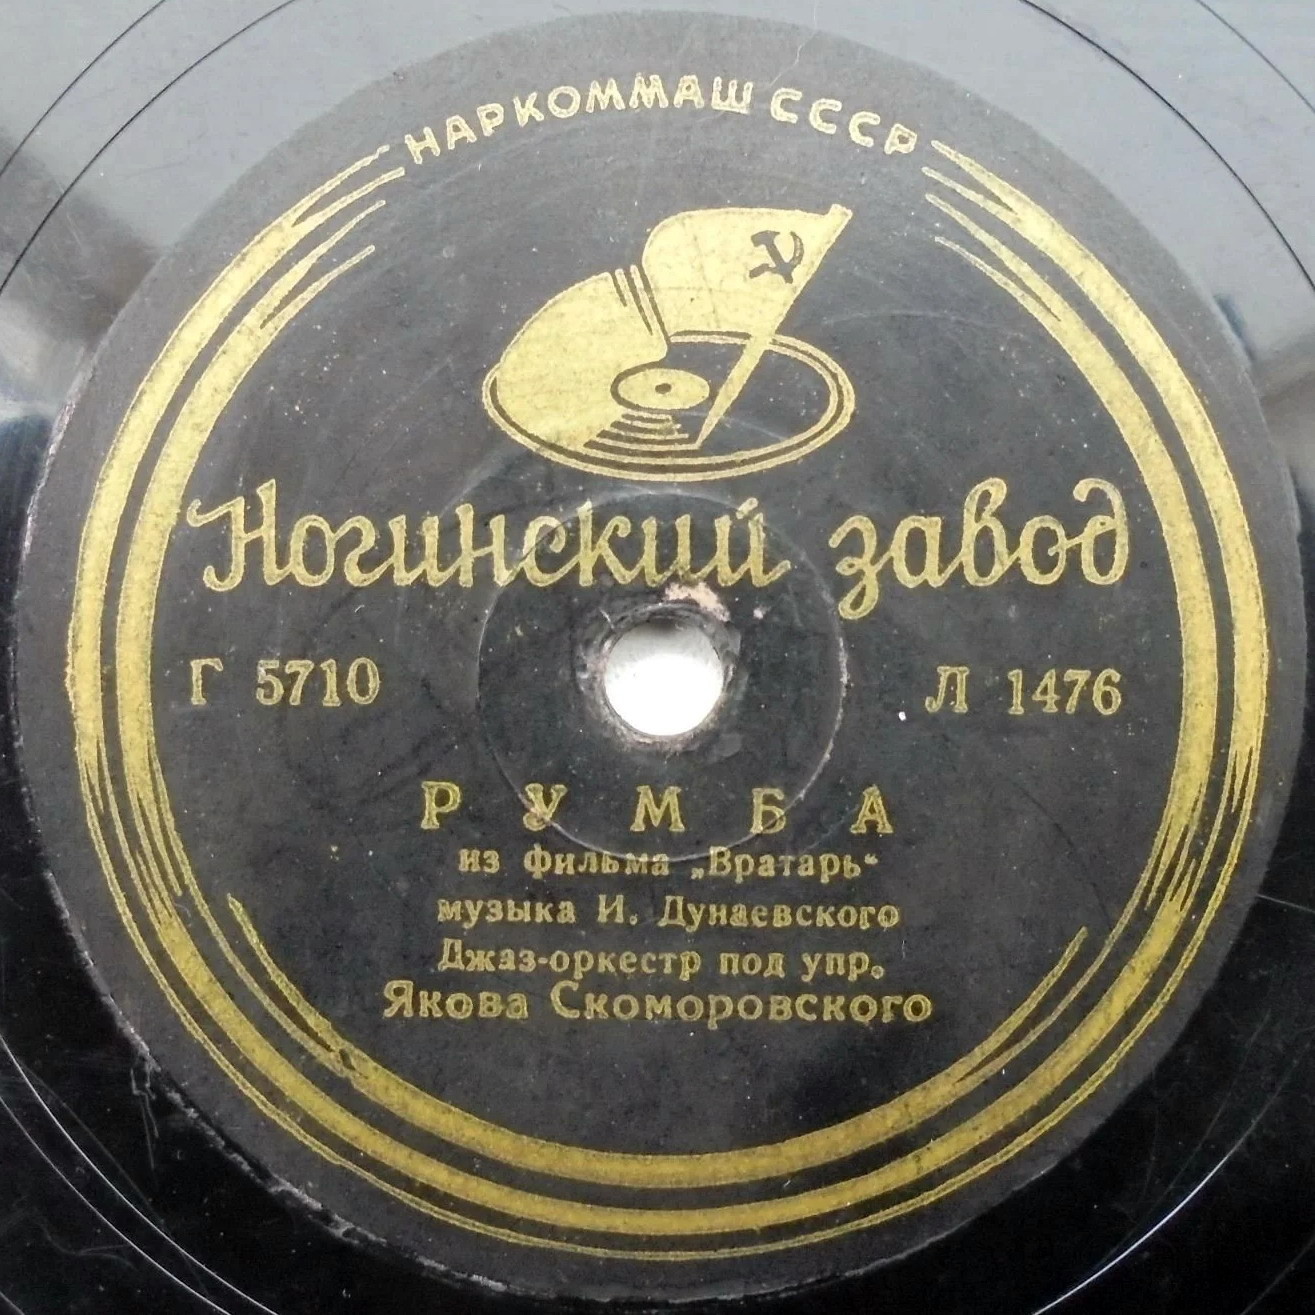 НАРКОММАШ СССР
Ногинский завод
Г 5710
Л 1476
РУМБА
из фильма „Вратарь“
музыка И. Дунаевского
Джаз-оркестр под упр.
Якова Скоморовского